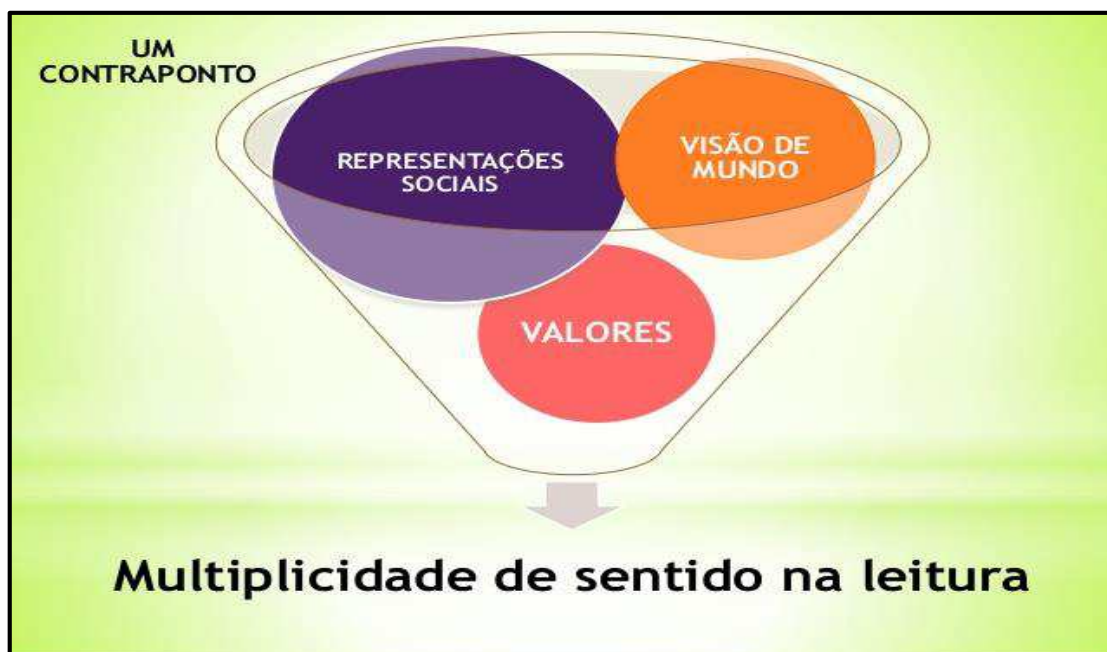 UM
CONTRAPONTO
REPRESENTAÇÕES
SOCIAIS
VISÃO DE
MUNDO
VALORES
Multiplicidade de sentido na leitura